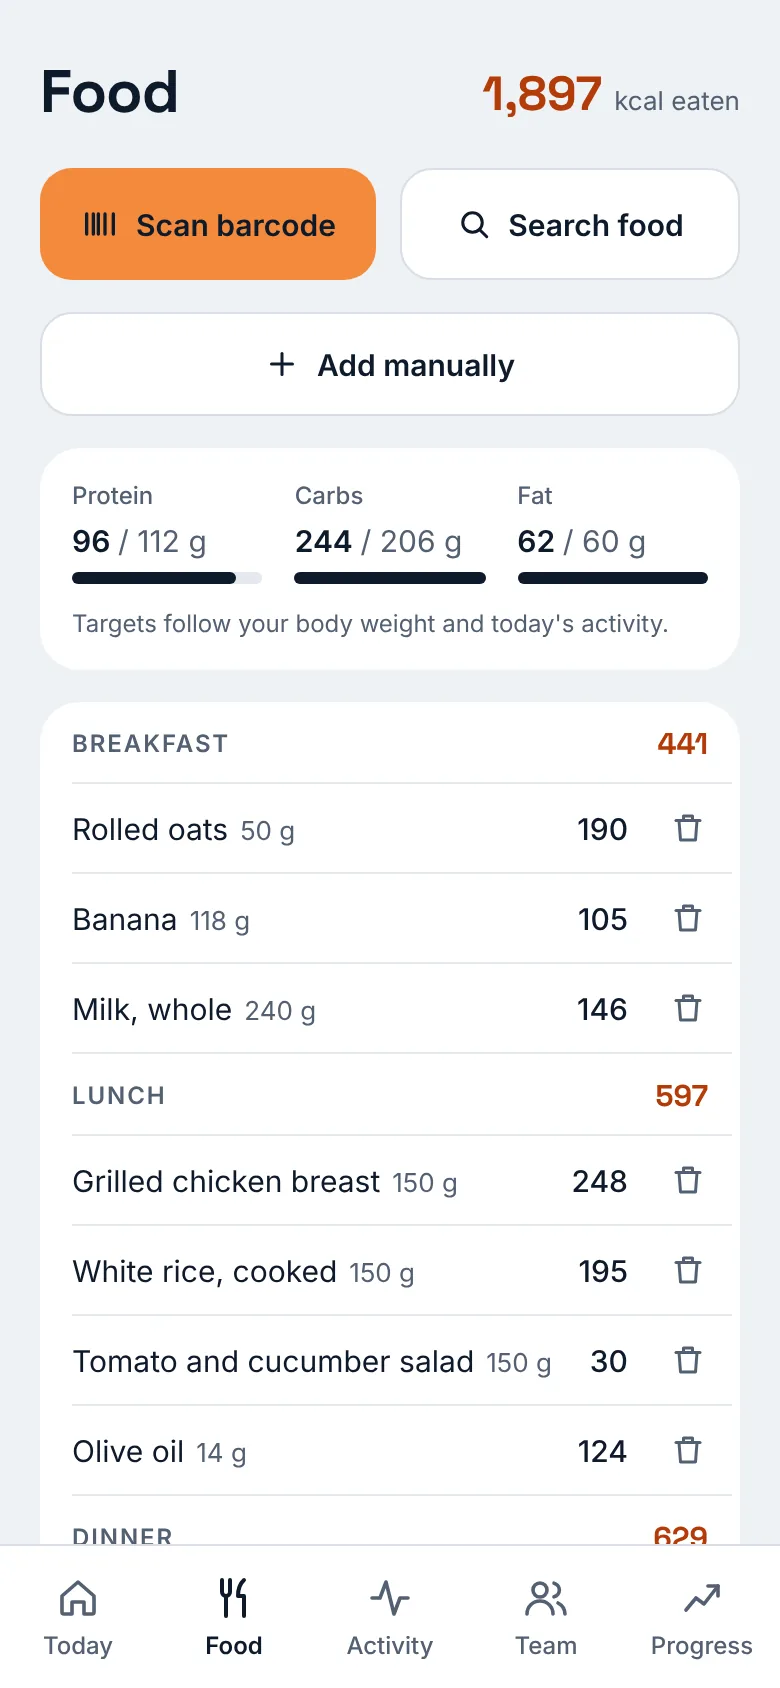 Food
1,897 kcal eaten
Scan barcode
Search food
Add manually
Protein Carbs Fat
96 / 112 g 244 / 206 g 62 / 60 g
Targets follow your body weight and today's activity.
BREAKFAST 441
Rolled oats 50 g 190
Banana 118 g 105
Milk, whole 240 g 146
LUNCH 597
Grilled chicken breast 150 g 248
White rice, cooked 150 g 195
Tomato and cucumber salad 150 g 30
Olive oil 14 g 124
DINNER 629
Today Food Activity Team Progress